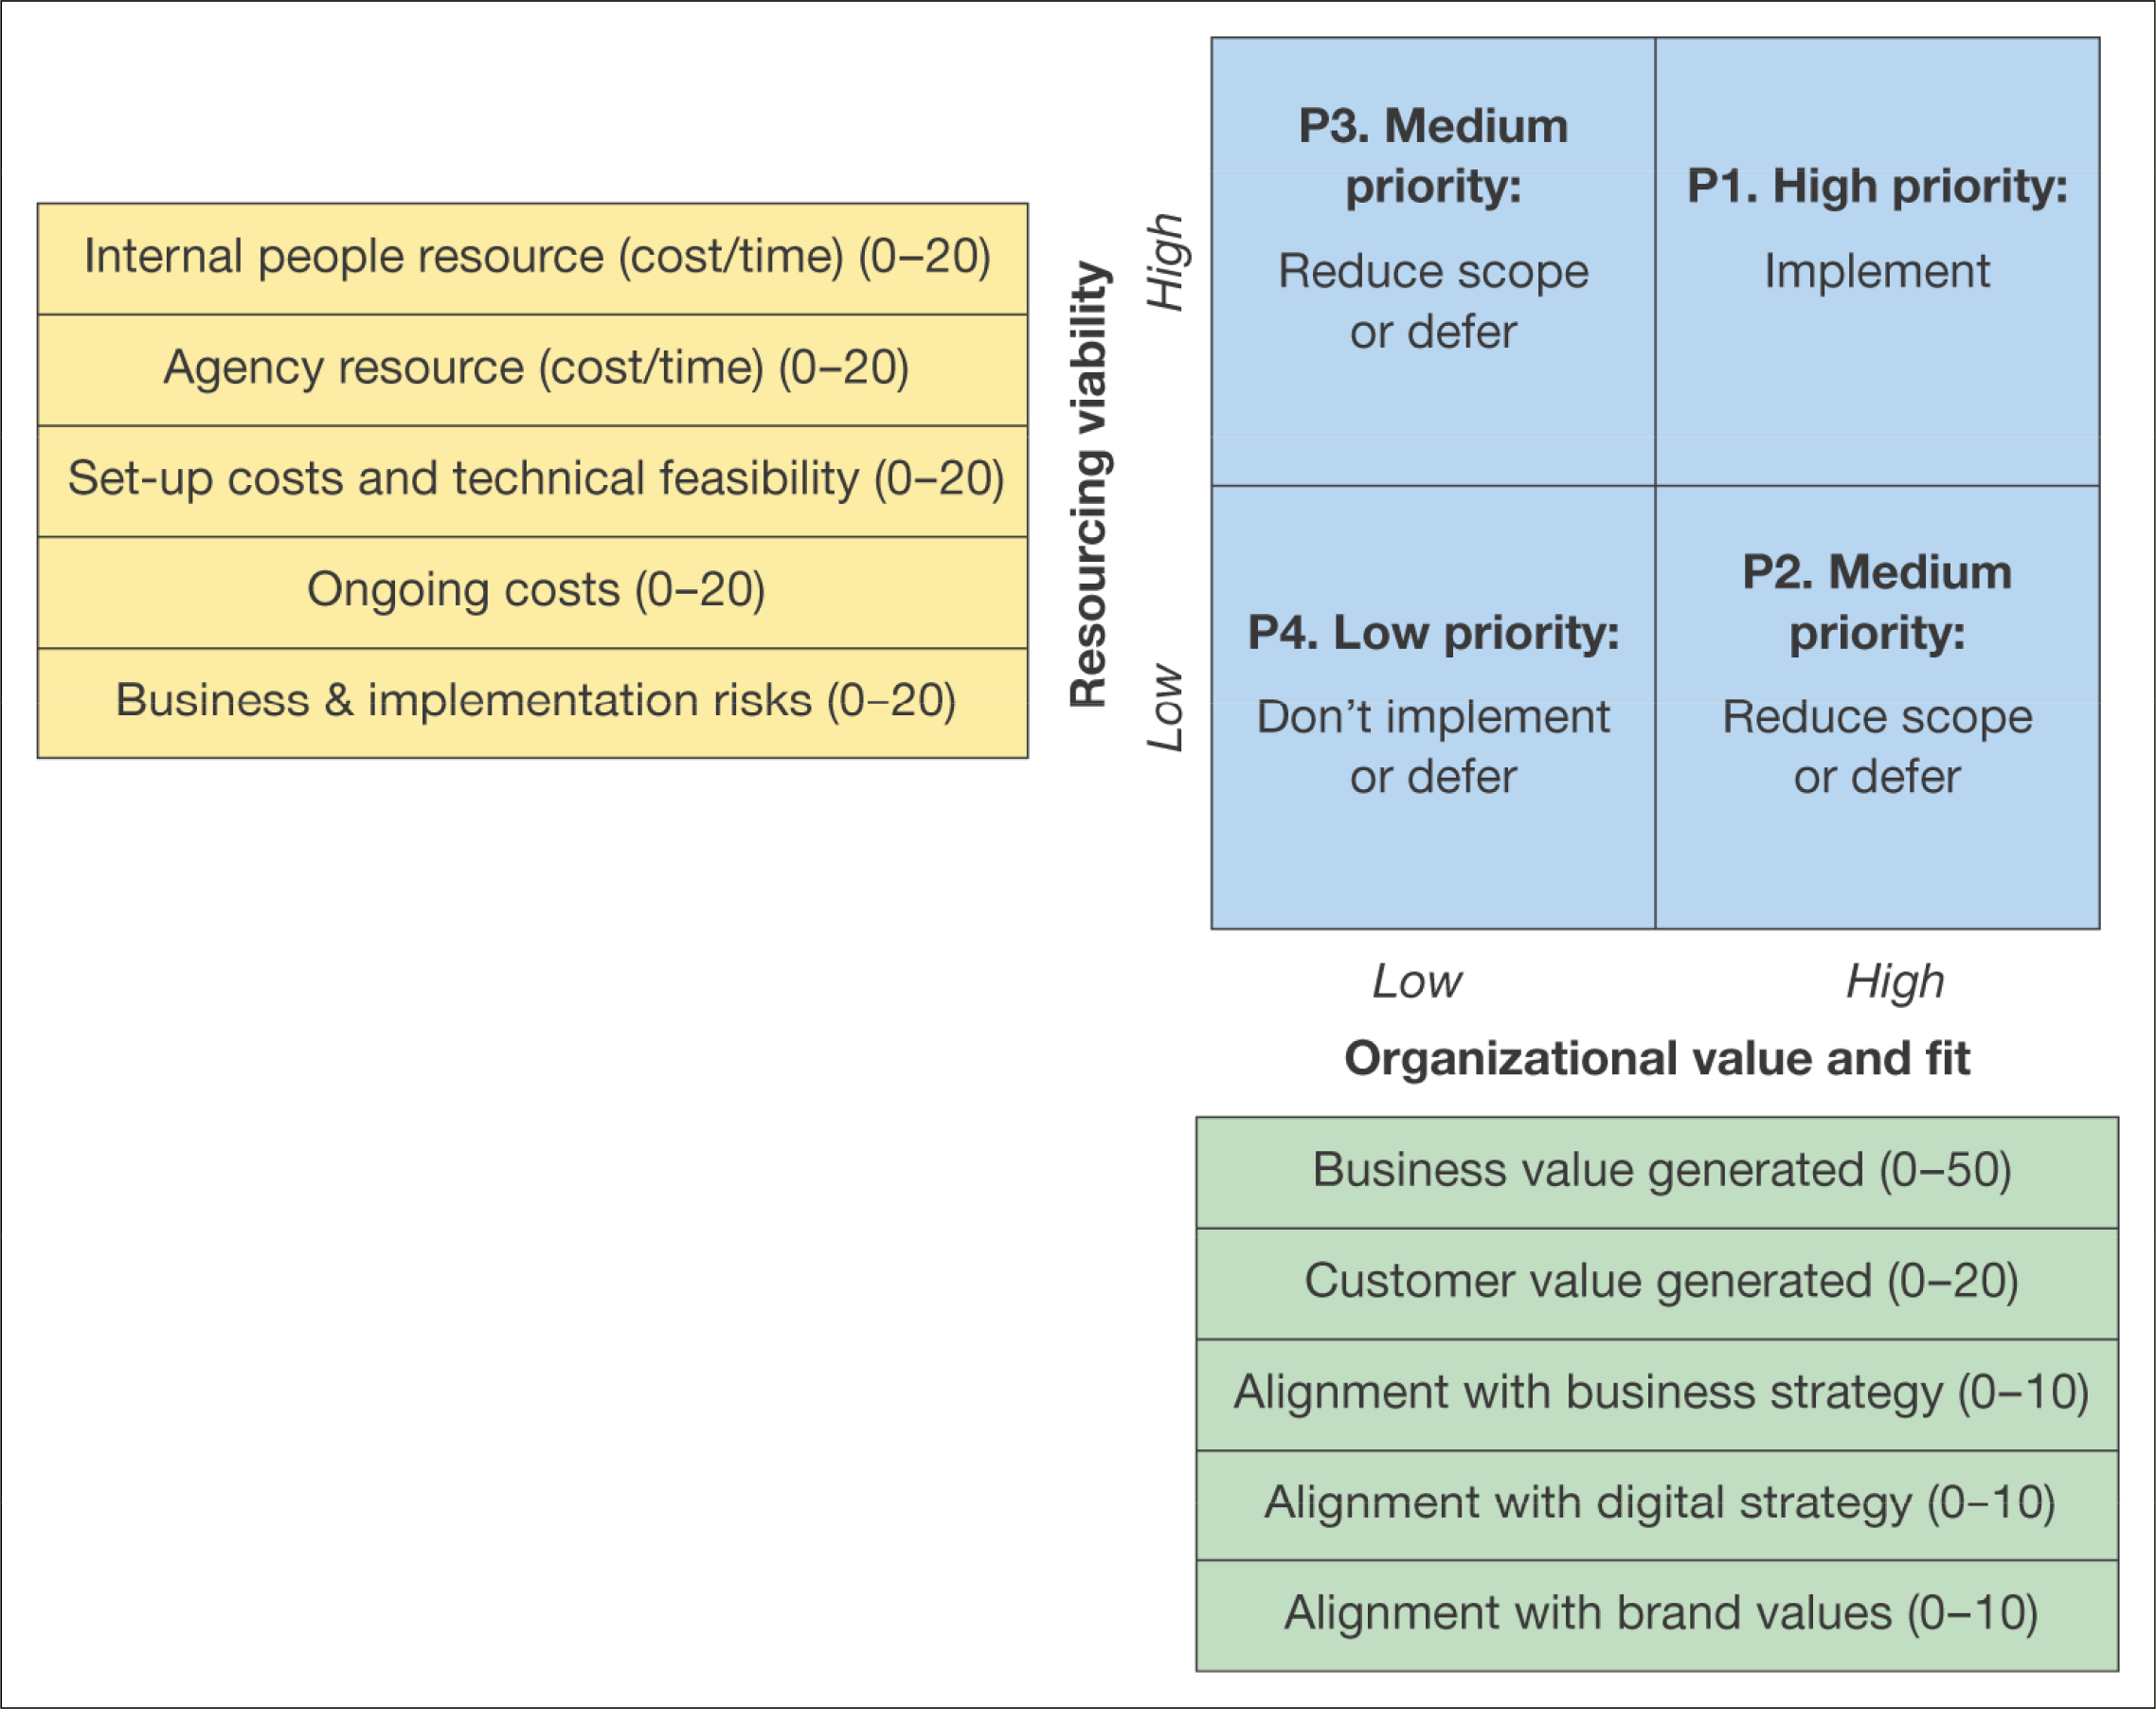 Internal people resource (cost/time) (0–20)
Agency resource (cost/time) (0–20)
Set-up costs and technical feasibility (0–20)
Ongoing costs (0–20)
Business & implementation risks (0–20)
Resourcing viability
High
Low
P3. Medium
priority:
Reduce scope
or defer
P1. High priority:
Implement
P4. Low priority:
Don’t implement
or defer
P2. Medium
priority:
Reduce scope
or defer
Low
High
Organizational value and fit
Business value generated (0–50)
Customer value generated (0–20)
Alignment with business strategy (0–10)
Alignment with digital strategy (0–10)
Alignment with brand values (0–10)